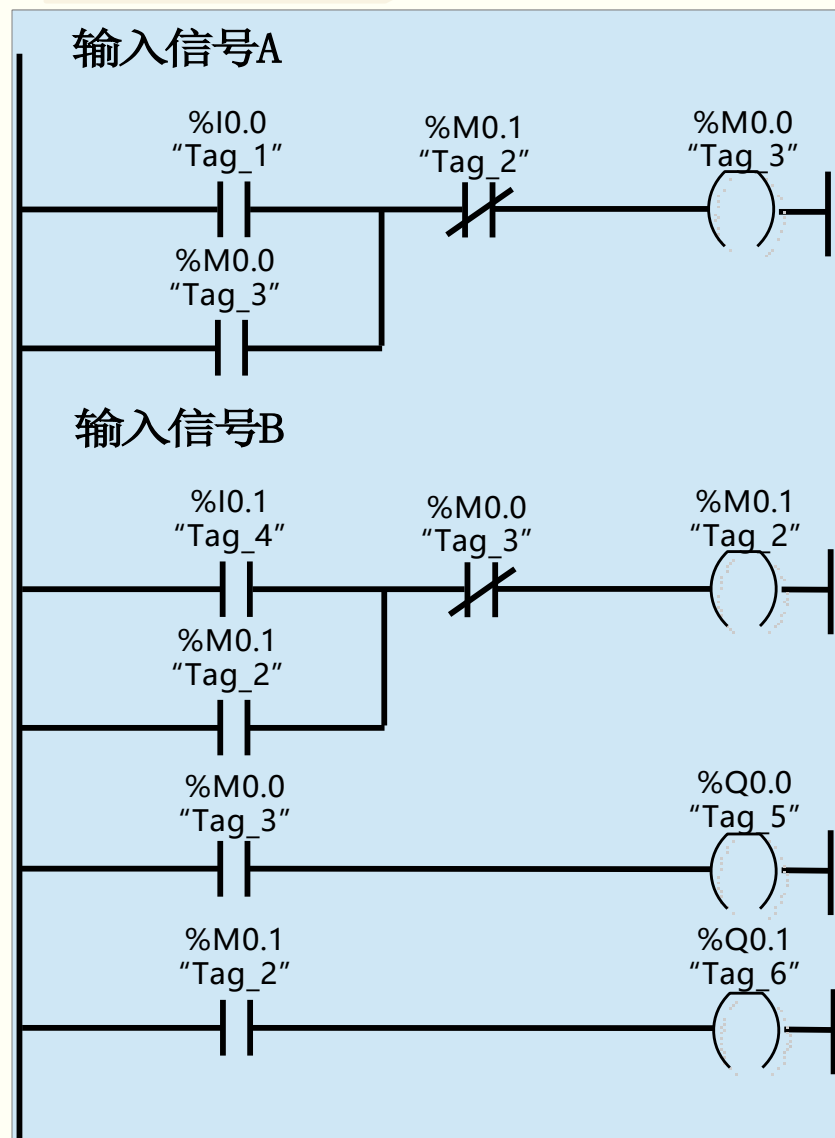 输入信号A
%I0.0
“Tag_1”
%M0.1
“Tag_2”
%M0.0
“Tag_3”
%M0.0
“Tag_3”
输入信号B
%I0.1
“Tag_4”
%M0.0
“Tag_3”
%M0.1
“Tag_2”
%M0.1
“Tag_2”
%M0.0
“Tag_3”
%Q0.0
“Tag_5”
%M0.1
“Tag_2”
%Q0.1
“Tag_6”